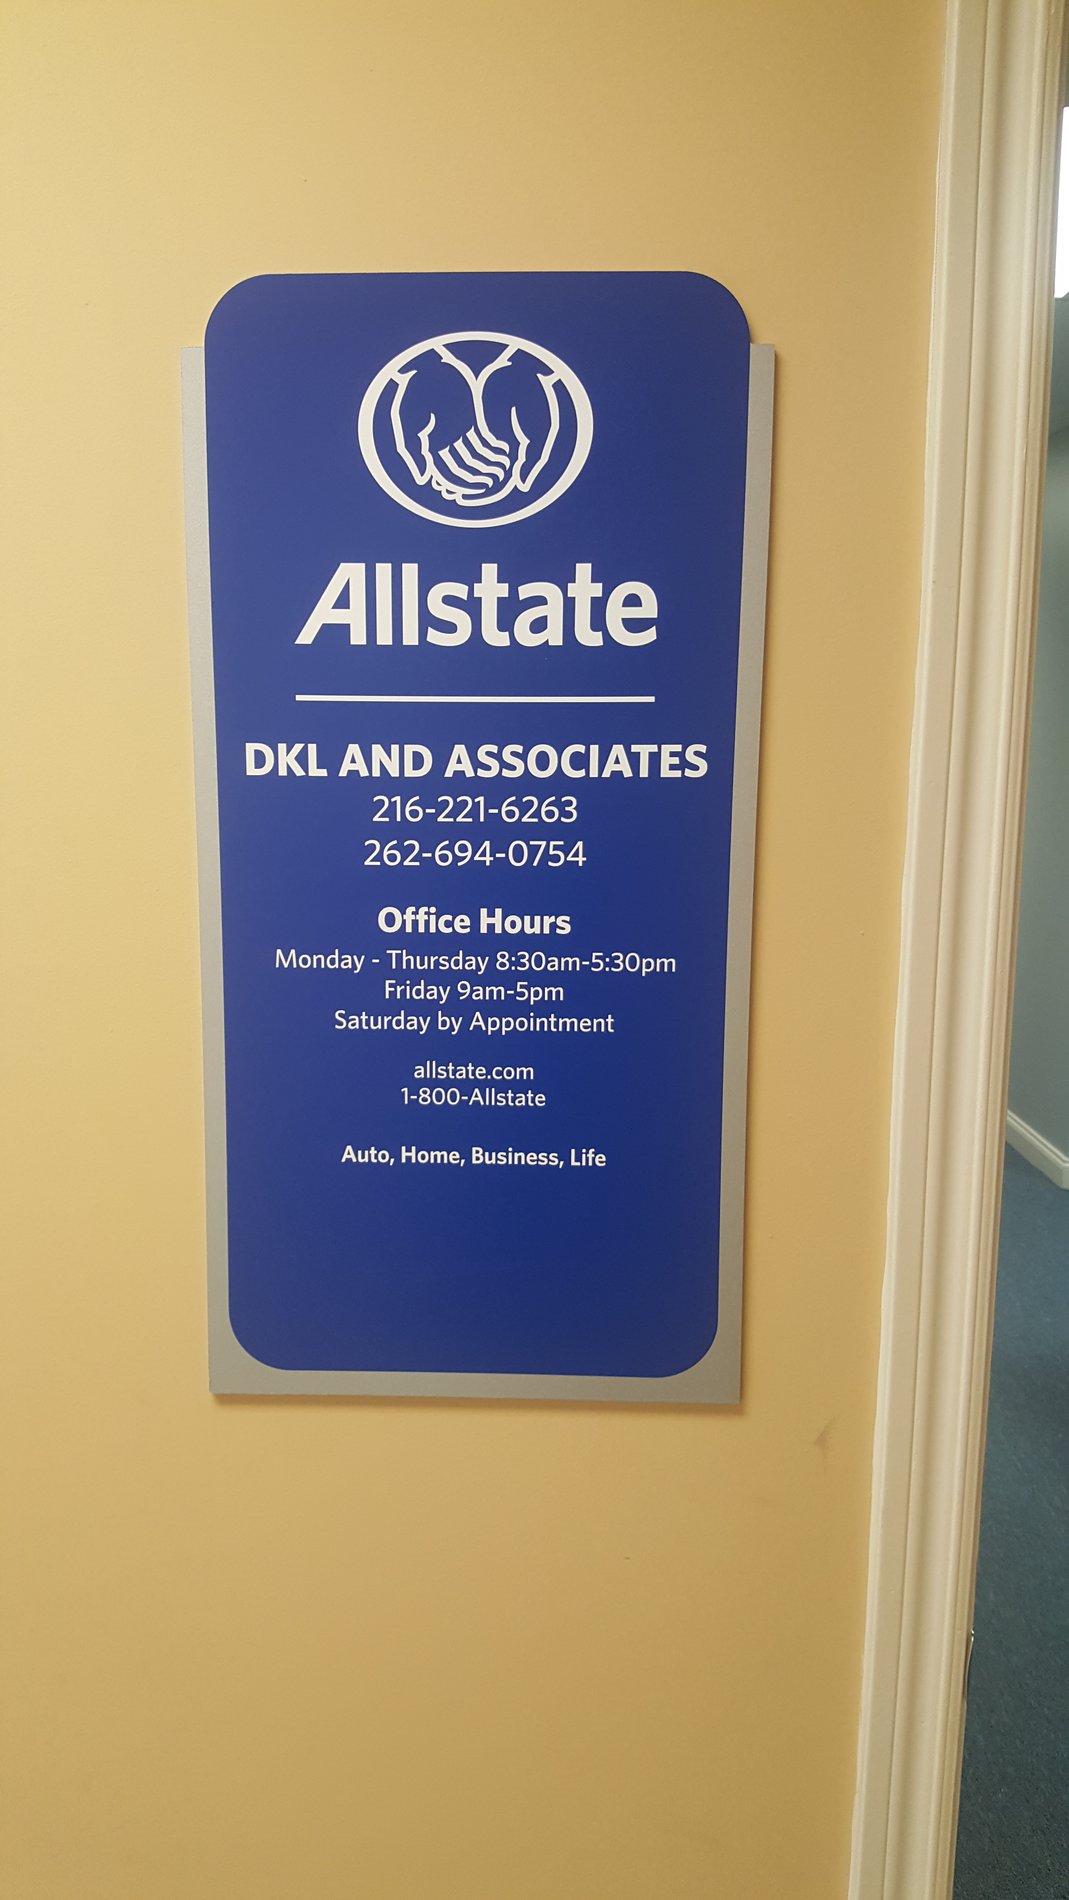 Allstate
DKL AND ASSOCIATES
216-221-6263
262-694-0754
Office Hours
Monday - Thursday 8:30am-5:30pm
Friday 9am-5pm
Saturday by Appointment
allstate.com
1-800-Allstate
Auto, Home, Business, Life